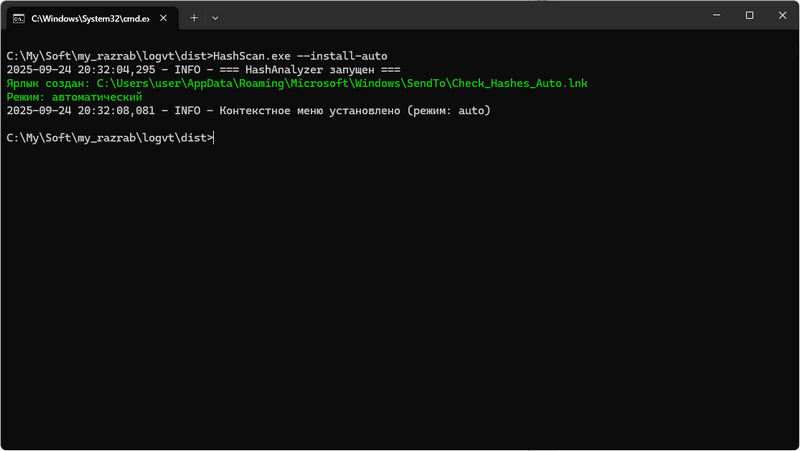 C:\Windows\System32\cmd.ex
C:\My\Soft\my_razrab\logvt\dist>HashScan.exe --install-auto
2025-09-24 20:32:04,295 - INFO - === HashAnalyzer запущен ===
Ярлык создан: C:\Users\user\AppData\Roaming\Microsoft\Windows\SendTo\Check_Hashes_Auto.lnk
Режим: автоматический
2025-09-24 20:32:08,081 - INFO - Контекстное меню установлено (режим: auto)
C:\My\Soft\my_razrab\logvt\dist>